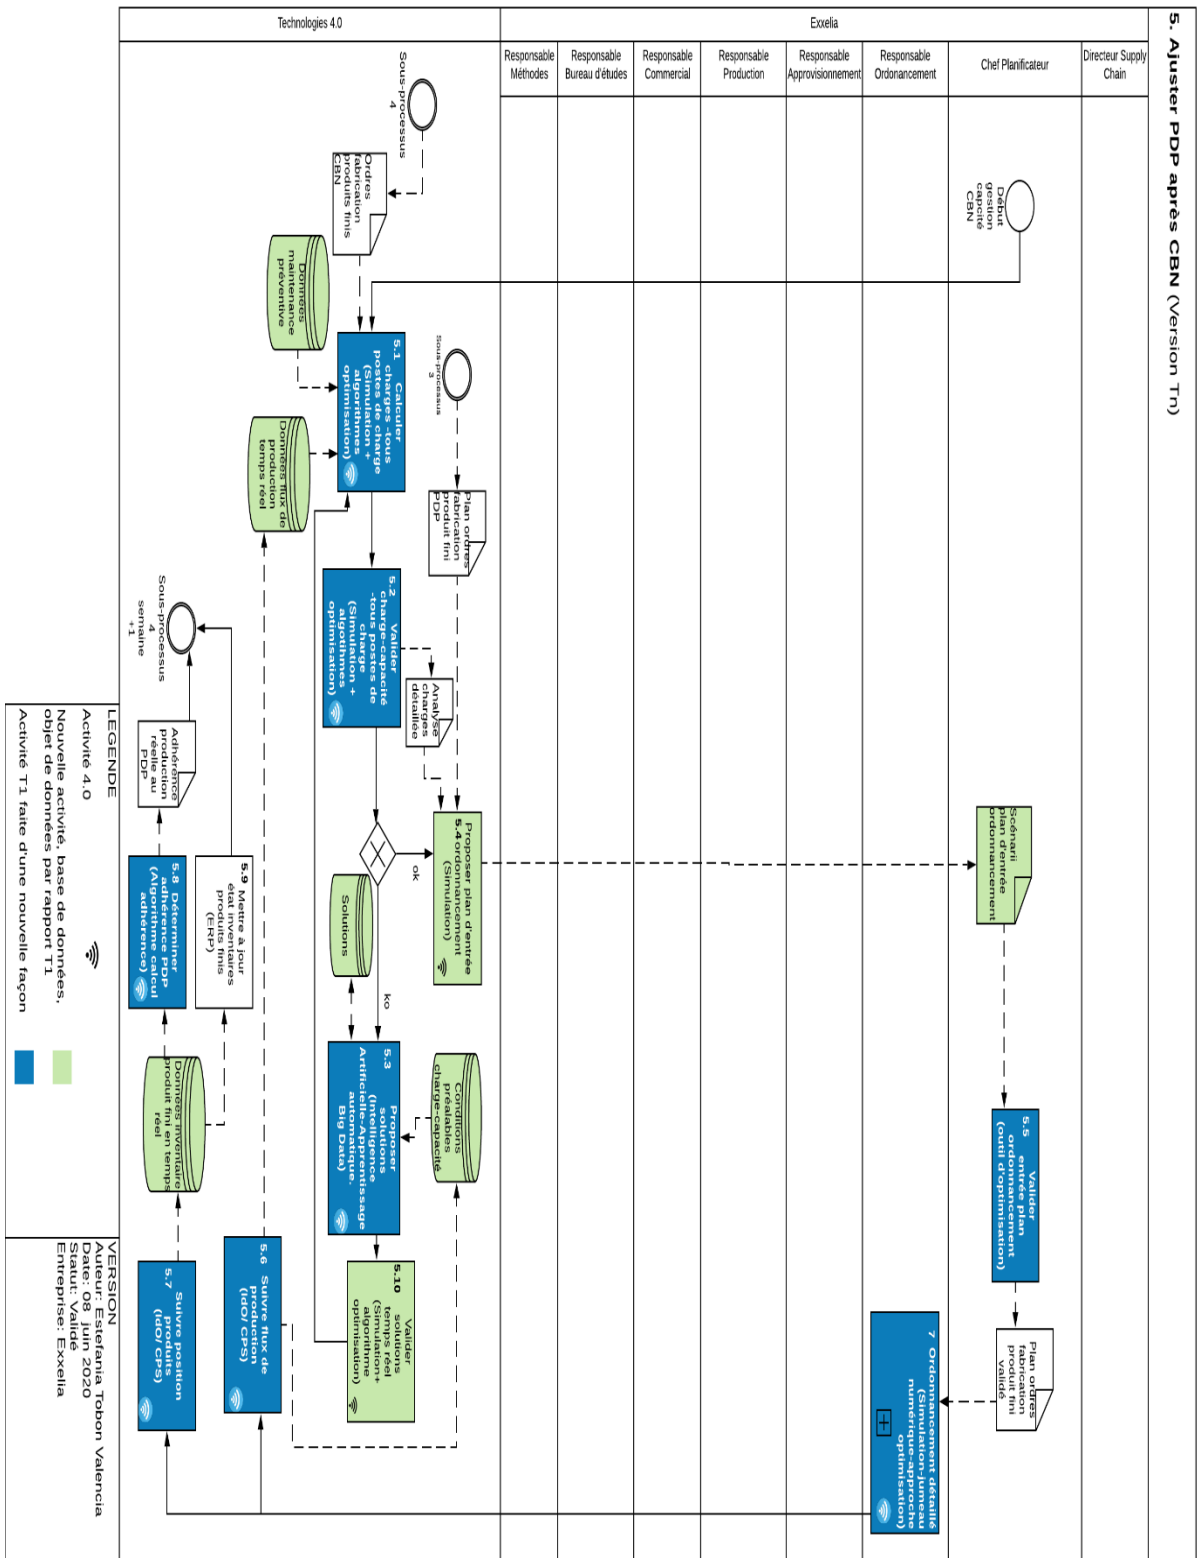 5. Ajuster PDP après CBN (Version Tn)
Technologies 4.0
Exxelia
Responsable
Méthodes
Responsable
Bureau d'études
Responsable
Commercial
Responsable
Production
Responsable
Approvisionnement
Responsable
Ordonancement
Chef Planificateur
Directeur Supply
Chain
Début
gestion
capcité
CBN
Sous-processus
4
Ordres
fabrication
produits finis
CBN
Données
maintenance
préventive
5.1 Calculer
charges -tous
postes de charge
(Simulation +
algorithmes
optimisation)
Sous-processus
3
Plan ordres
fabrication
produit fini
PDP
Données flux de
production
temps réel
5.2 Valider
charge-capacité
-tous postes de
charge
(Simulation +
algotihmes
optimisation)
Analyse
charges
détaillée
Sous-processus
4
semaine
+1
Adhérence
production
réelle au
PDP
Proposer plan d'entrée
5.4 ordonnancement
(Simulation)
ok
ko
Solutions
Scénarii
plan d'entrée
ordonnancement
5.9 Mettre à jour
état inventaires
produits finis
(ERP)
5.8 Déterminer
adhérence PDP
(Algorithme calcul
adhérence)
5.3 Proposer
solutions
(Intelligence
Artificielle-Apprentissage
automatique.
Big Data)
Conditions
préalables
charge-capacité
Données inventaire
produit fini en temps
réel
5.5 Valider
entrée plan
ordonnancement
(outil d'optimisation)
5.10 Valider
solutions
temps réel
(Simulation+
algorithme
optimisation)
5.6 Suivre flux de
production
(IdO/ CPS)
5.7 Suivre position
produits
(IdO/ CPS)
Plan ordres
fabrication
produit fini
validé
7 Ordonnancement détaillé
(Simulation-jumeau
numérique-approche
optimisation)
LEGENDE
Activité 4.0
Nouvelle activité, base de données,
objet de données par rapport T1
Activité T1 faite d'une nouvelle façon
VERSION
Auteur: Estefania Tobon Valencia
Date: 08 juin 2020
Statut: Validé
Entreprise: Exxelia